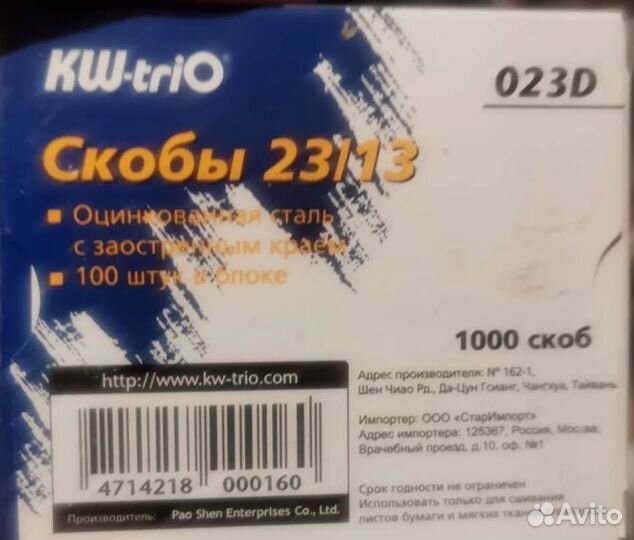 KW-triO
023D
Скобы 23/13
Оцинкованная сталь
с заостренным краем
100 штук в блоке
1000 скоб
http://www.kw-trio.com
4714218 000160
Производитель: Pao Shen Enterprises Co., Ltd.
Адрес производителя: № 162-1,
Шен Чиао Рд., Да-Цун Гсианг, Чангхуа, Тайвань
Импортер: ООО «СтарИмпорт»
Адрес импортера: 125367, Россия, Москва,
Врачебный проезд, д.10, оф. №1
Срок годности не ограничен
Использовать только для сшивания
листов бумаги и мягких
Avito